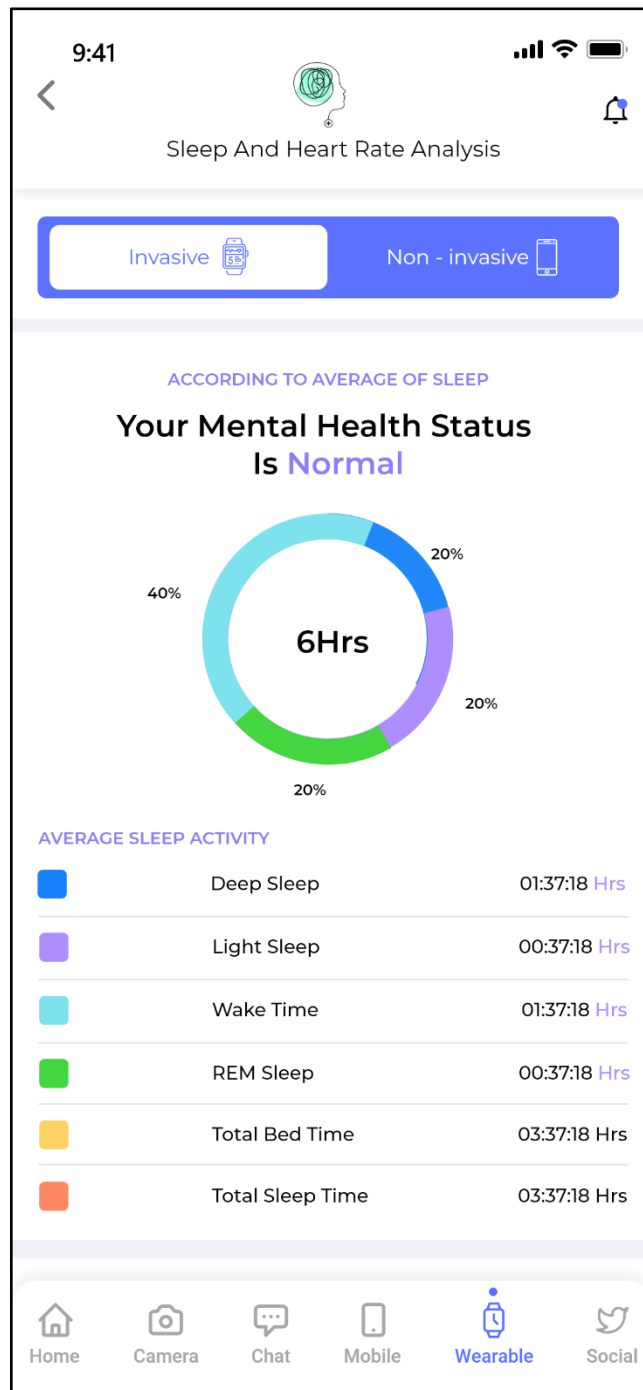 9:41
Sleep And Heart Rate Analysis
Invasive
Non - invasive
ACCORDING TO AVERAGE OF SLEEP
Your Mental Health Status
Is Normal
20%
40%
6Hrs
20%
20%
AVERAGE SLEEP ACTIVITY
Deep Sleep 01:37:18 Hrs
Light Sleep 00:37:18 Hrs
Wake Time 01:37:18 Hrs
REM Sleep 00:37:18 Hrs
Total Bed Time 03:37:18 Hrs
Total Sleep Time 03:37:18 Hrs
Home Camera Chat Mobile Wearable Social